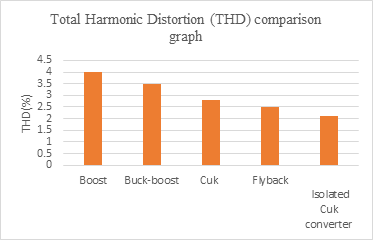 Total Harmonic Distortion (THD) comparison
graph
THD(%)
4.5
4
3.5
3
2.5
2
1.5
1
0.5
0
Boost
Buck-boost
Cuk
Flyback
Isolated
Cuk
converter